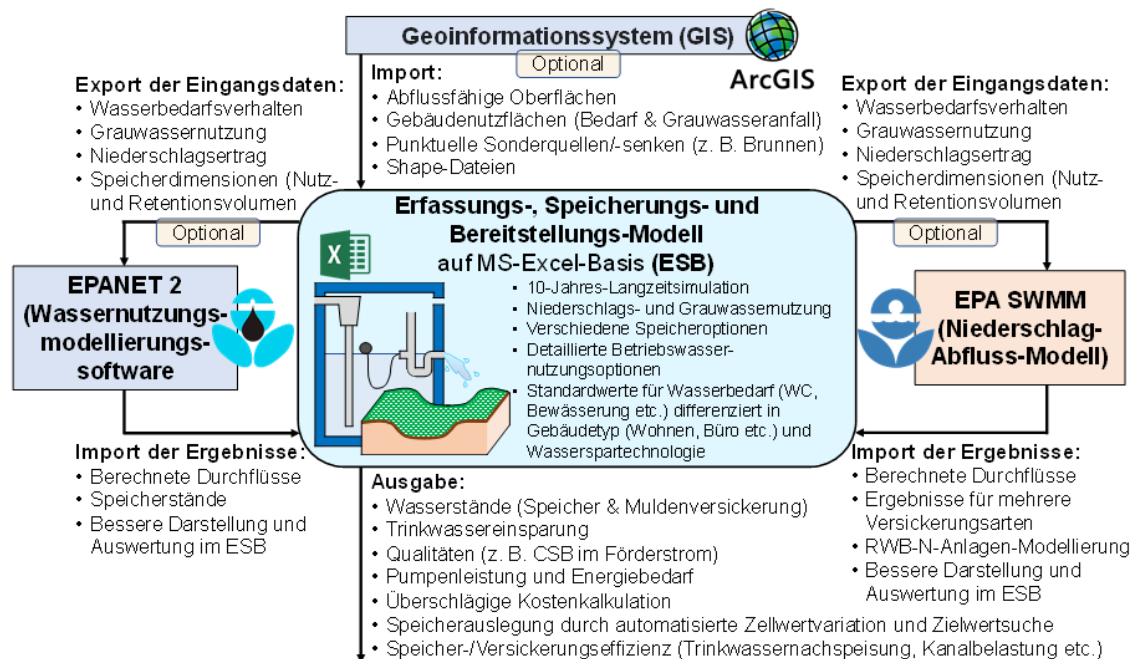 Geoinformationssystem (GIS)
Optional
ArcGIS
Export der Eingangsdaten:
• Wasserbedarfsverhalten
• Grauwassernutzung
• Niederschlagsertrag
• Speicherdimensionen (Nutz-
und Retentionsvolumen
Optional
Import:
• Abflussfähige Oberflächen
• Gebäudenutzflächen (Bedarf & Grauwasseranfall)
• Punktuelle Sonderquellen/-senken (z. B. Brunnen)
• Shape-Dateien
Export der Eingangsdaten:
• Wasserbedarfsverhalten
• Grauwassernutzung
• Niederschlagsertrag
• Speicherdimensionen (Nutz-
und Retentionsvolumen
Optional
EPANET 2
(Wassernutzungs-
modellierungs-
software
Erfassungs-, Speicherungs- und
Bereitstellungs-Modell
auf MS-Excel-Basis (ESB)
X
• 10-Jahres-Langzeitsimulation
• Niederschlags- und Grauwassernutzung
• Verschiedene Speicheroptionen
• Detaillierte Betriebswasser-
nutzungsoptionen
• Standardwerte für Wasserbedarf (WC,
Bewässerung etc.) differenziert in
Gebäudetyp (Wohnen, Büro etc.) und
Wasserspartechnologie
EPA SWMM
(Niederschlag-
Abfluss-Modell)
Import der Ergebnisse:
• Berechnete Durchflüsse
• Speicherstände
• Bessere Darstellung und
Auswertung im ESB
Ausgabe:
• Wasserstände (Speicher & Muldenversickerung)
• Trinkwassereinsparung
• Qualitäten (z. B. CSB im Förderstrom)
• Pumpenleistung und Energiebedarf
• Überschlägige Kostenkalkulation
• Speicherauslegung durch automatisierte Zellwertvariation und Zielwertsuche
• Speicher-/Versickerungseffizienz (Trinkwassernachspeisung, Kanalbelastung etc.)
Import der Ergebnisse:
• Berechnete Durchflüsse
• Ergebnisse für mehrere
Versickerungsarten
• RWB-N-Anlagen-Modellierung
• Bessere Darstellung und
Auswertung im ESB